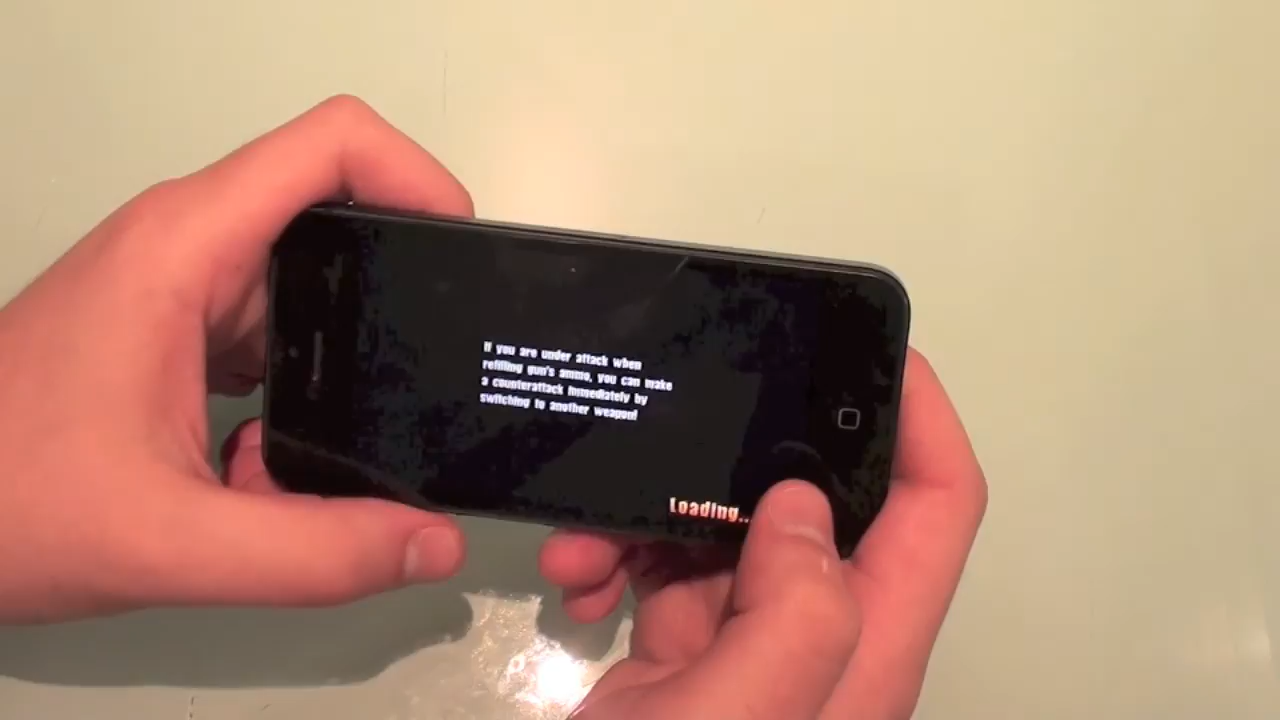 If you are under attack when
refilling gun's ammo, you can make
a counterattack immediately by
switching to another weapon!
Loading...